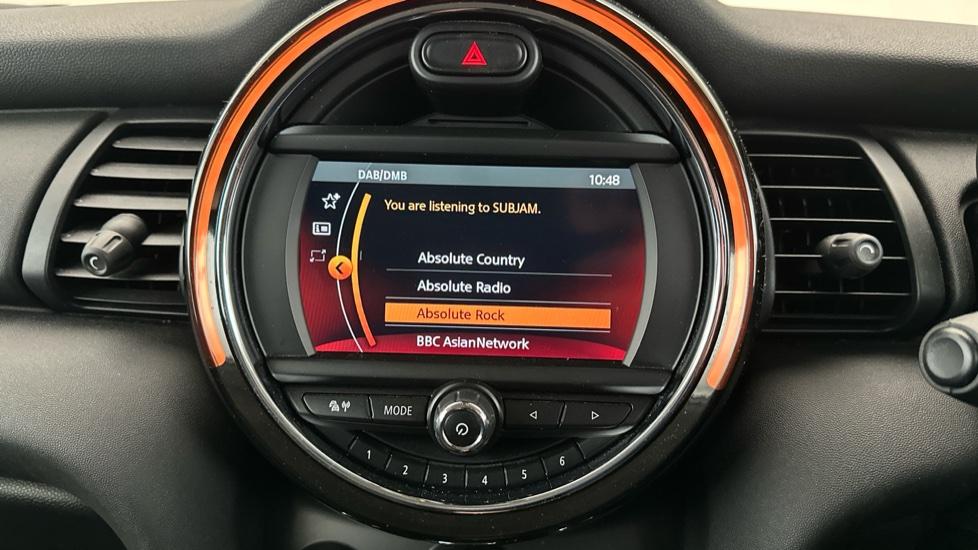 DAB/DMB 10:48
You are listening to SUBJAM.
Absolute Country
Absolute Radio
Absolute Rock
BBC AsianNetwork
MODE
1 2 3 4 5 6